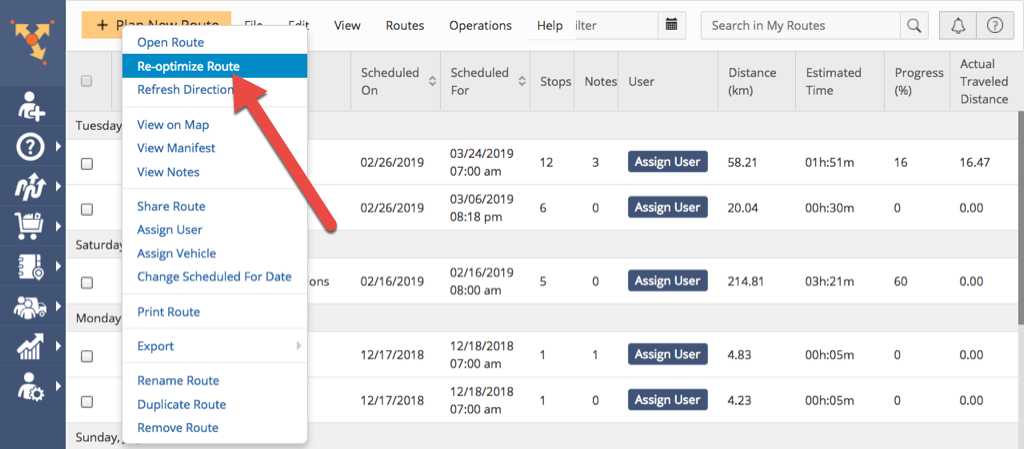 + Plan New Route File Edit View Routes Operations Help ilter Search in My Routes
Open Route
Re-optimize Route
Refresh Direction
View on Map
View Manifest
View Notes
Share Route
Assign User
Assign Vehicle
Change Scheduled For Date
Print Route
Export
Rename Route
Duplicate Route
Remove Route
Scheduled On Scheduled For Stops Notes User Distance (km) Estimated Time Progress (%) Actual Traveled Distance
Tuesday
02/26/2019 03/24/2019 07:00 am 12 3 Assign User 58.21 01h:51m 16 16.47
02/26/2019 03/06/2019 08:18 pm 6 0 Assign User 20.04 00h:30m 0 0.00
Saturday
ons 02/16/2019 02/16/2019 08:00 am 5 0 Assign User 214.81 03h:21m 60 0.00
Monday
12/17/2018 12/18/2018 07:00 am 1 1 Assign User 4.83 00h:05m 0 0.00
12/17/2018 12/18/2018 07:00 am 1 0 Assign User 4.23 00h:05m 0 0.00
Sunday,